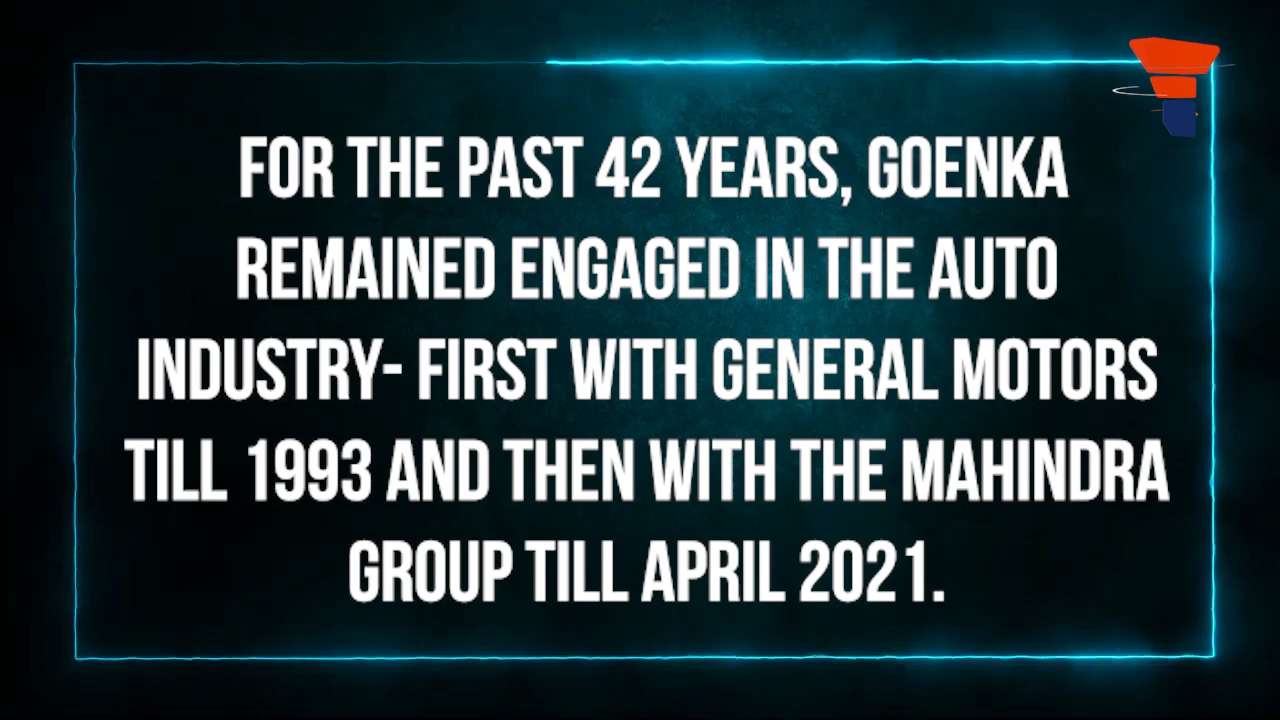 FOR THE PAST 42 YEARS, GOENKA
REMAINED ENGAGED IN THE AUTO
INDUSTRY- FIRST WITH GENERAL MOTORS
TILL 1993 AND THEN WITH THE MAHINDRA
GROUP TILL APRIL 2021.